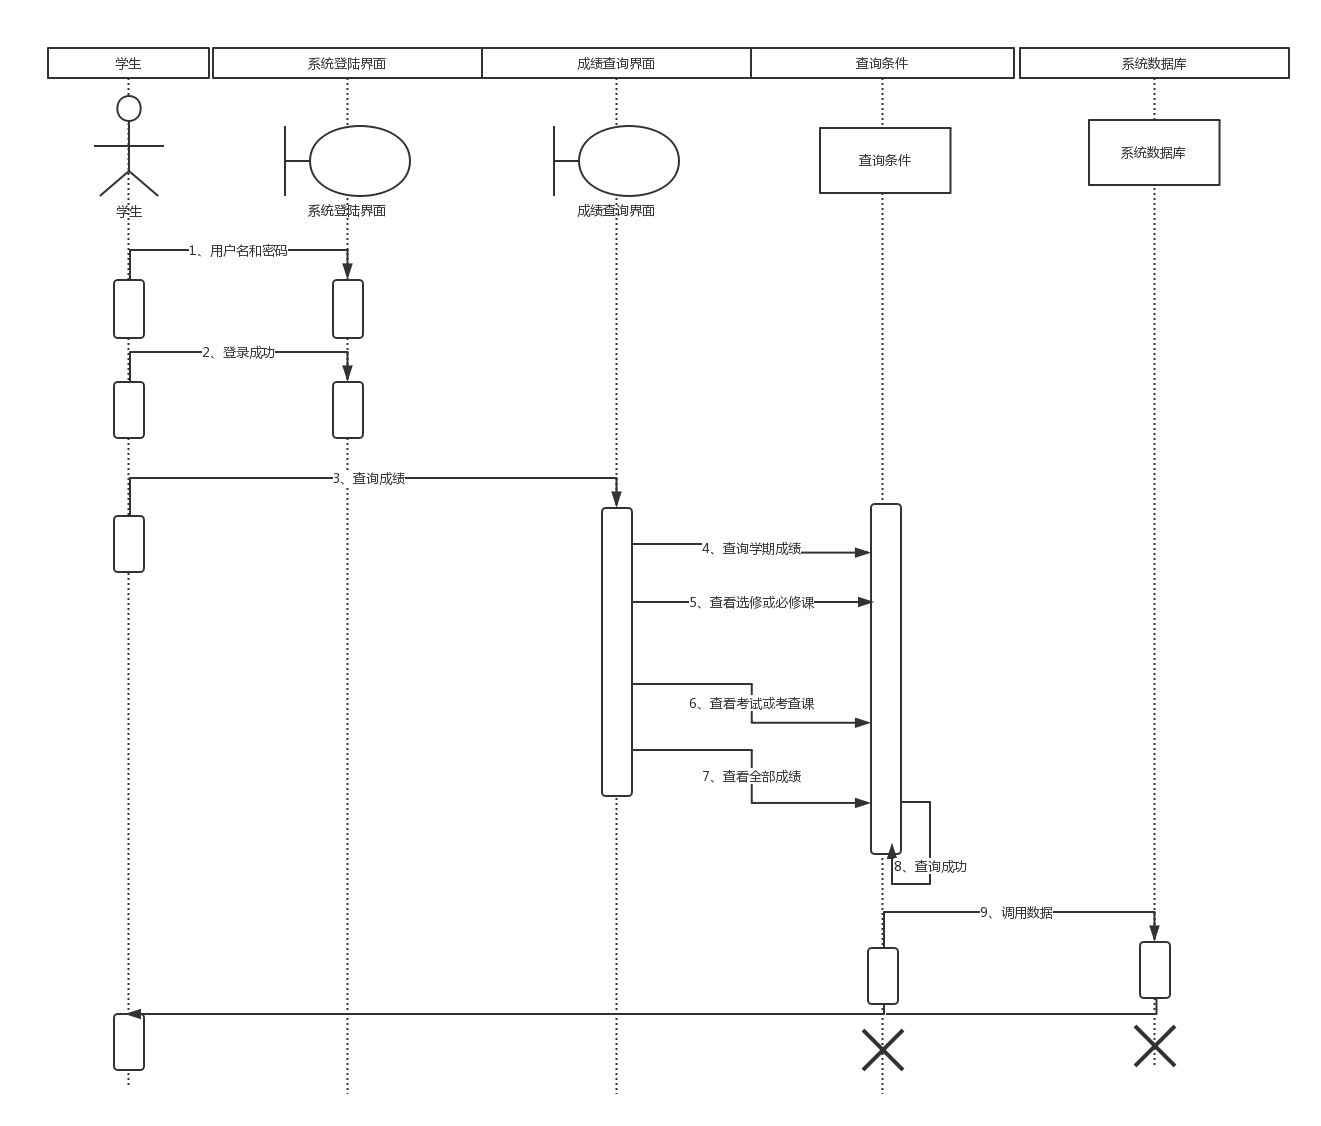 学生
系统登陆界面
成绩查询界面
查询条件
系统数据库
查询条件
系统数据库
学生
系统登陆界面
成绩查询界面
1、用户名和密码
2、登录成功
3、查询成绩
4、查询学期成绩
5、查看选修或必修课
6、查看考试或考查课
7、查看全部成绩
8、查询成功
9、调用数据